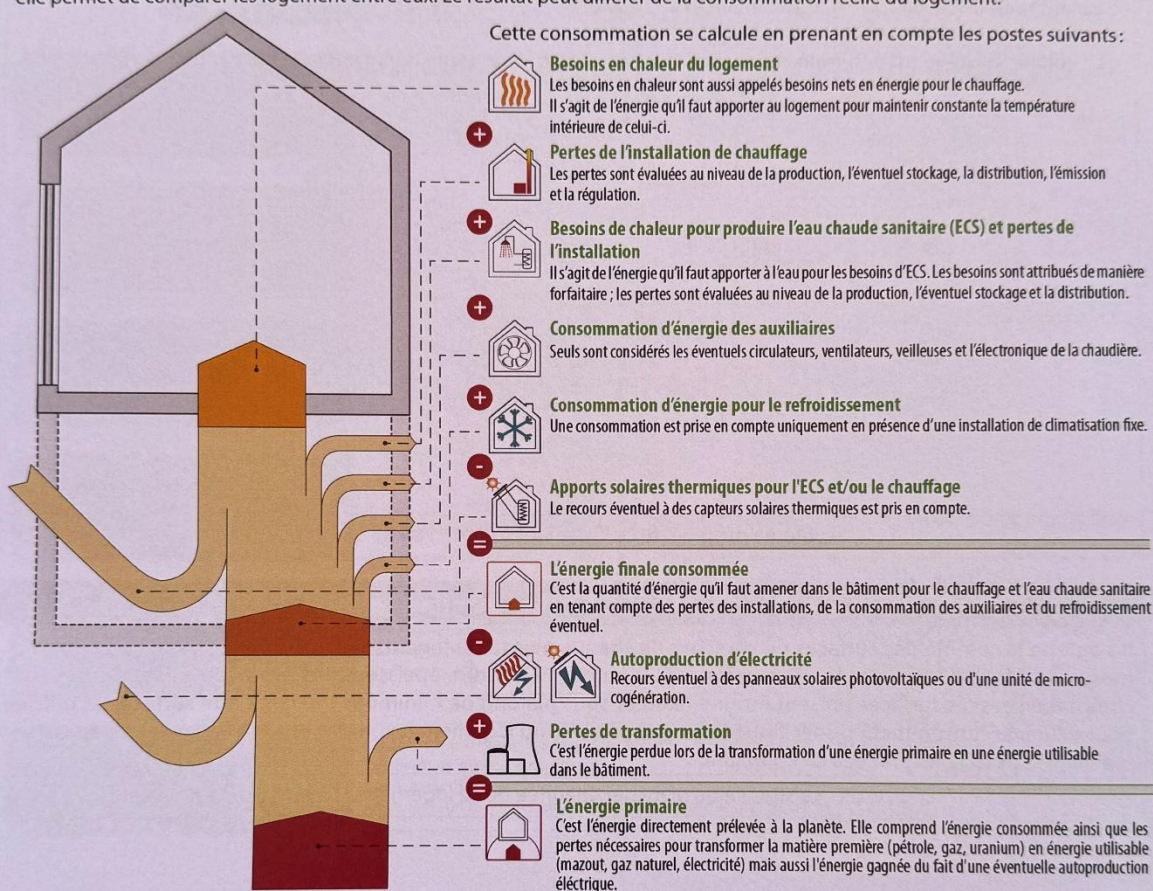 Elle permet de comparer les logement entre eux. Le résultat peut différer de la consommation réelle du logement.
Cette consommation se calcule en prenant en compte les postes suivants :
Besoins en chaleur du logement
Les besoins en chaleur sont aussi appelés besoins nets en énergie pour le chauffage.
Il s'agit de l'énergie qu'il faut apporter au logement pour maintenir constante la température
intérieure de celui-ci.
+
Pertes de l'installation de chauffage
Les pertes sont évaluées au niveau de la production, l'éventuel stockage, la distribution, l'émission
et la régulation.
+
Besoins de chaleur pour produire l'eau chaude sanitaire (ECS) et pertes de
l'installation
Il s'agit de l'énergie qu'il faut apporter à l'eau pour les besoins d'ECS. Les besoins sont attribués de manière
forfaitaire ; les pertes sont évaluées au niveau de la production, l'éventuel stockage et la distribution.
+
Consommation d'énergie des auxiliaires
Seuls sont considérés les éventuels circulateurs, ventilateurs, veilleuses et l'électronique de la chaudière.
+
Consommation d'énergie pour le refroidissement
Une consommation est prise en compte uniquement en présence d'une installation de climatisation fixe.
-
Apports solaires thermiques pour l'ECS et/ou le chauffage
Le recours éventuel à des capteurs solaires thermiques est pris en compte.
=
L'énergie finale consommée
C'est la quantité d'énergie qu'il faut amener dans le bâtiment pour le chauffage et l'eau chaude sanitaire
en tenant compte des pertes des installations, de la consommation des auxiliaires et du refroidissement
éventuel.
-
Autoproduction d'électricité
Recours éventuel à des panneaux solaires photovoltaïques ou d'une unité de micro-
cogénération.
+
Pertes de transformation
C'est l'énergie perdue lors de la transformation d'une énergie primaire en une énergie utilisable
dans le bâtiment.
=
L'énergie primaire
C'est l'énergie directement prélevée à la planète. Elle comprend l'énergie consommée ainsi que les
pertes nécessaires pour transformer la matière première (pétrole, gaz, uranium) en énergie utilisable
(mazout, gaz naturel, électricité) mais aussi l'énergie gagnée du fait d'une éventuelle autoproduction
éléctrique.